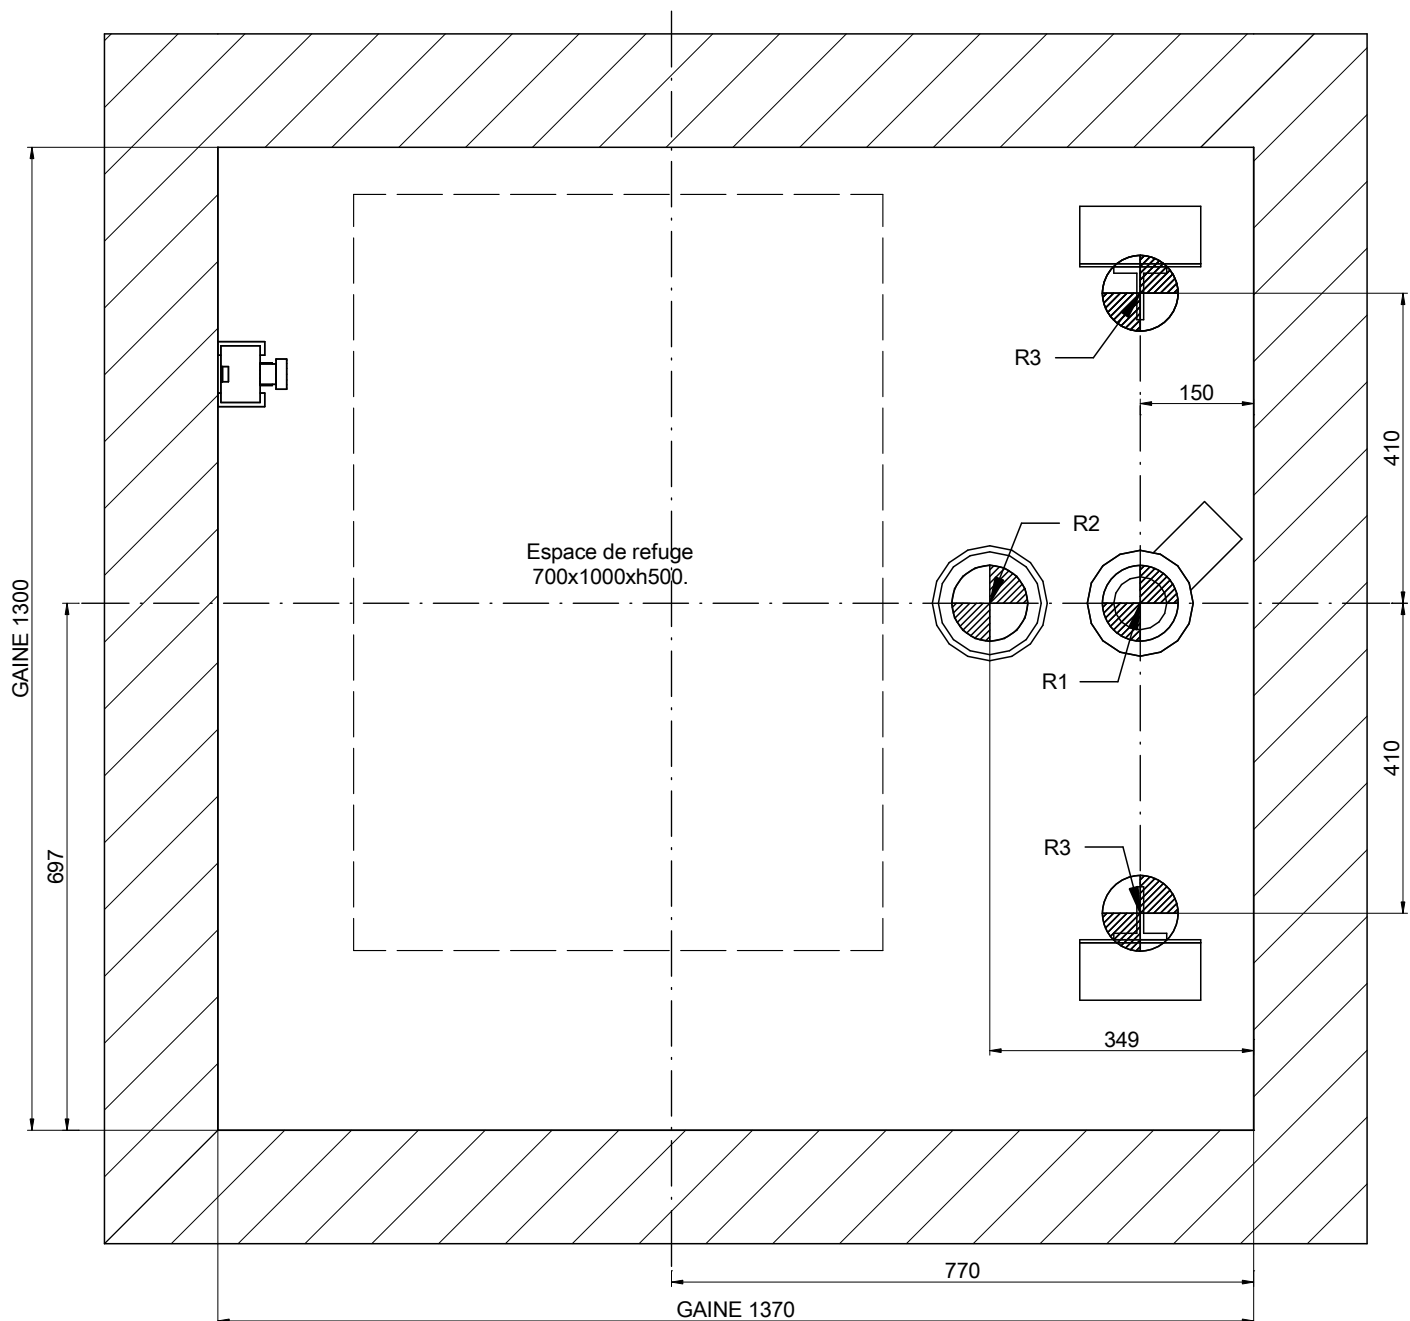 R3
150
410
R2
Espace de refuge
700x1000xh500.
GAINE 1300
R1
410
R3
697
349
770
GAINE 1370